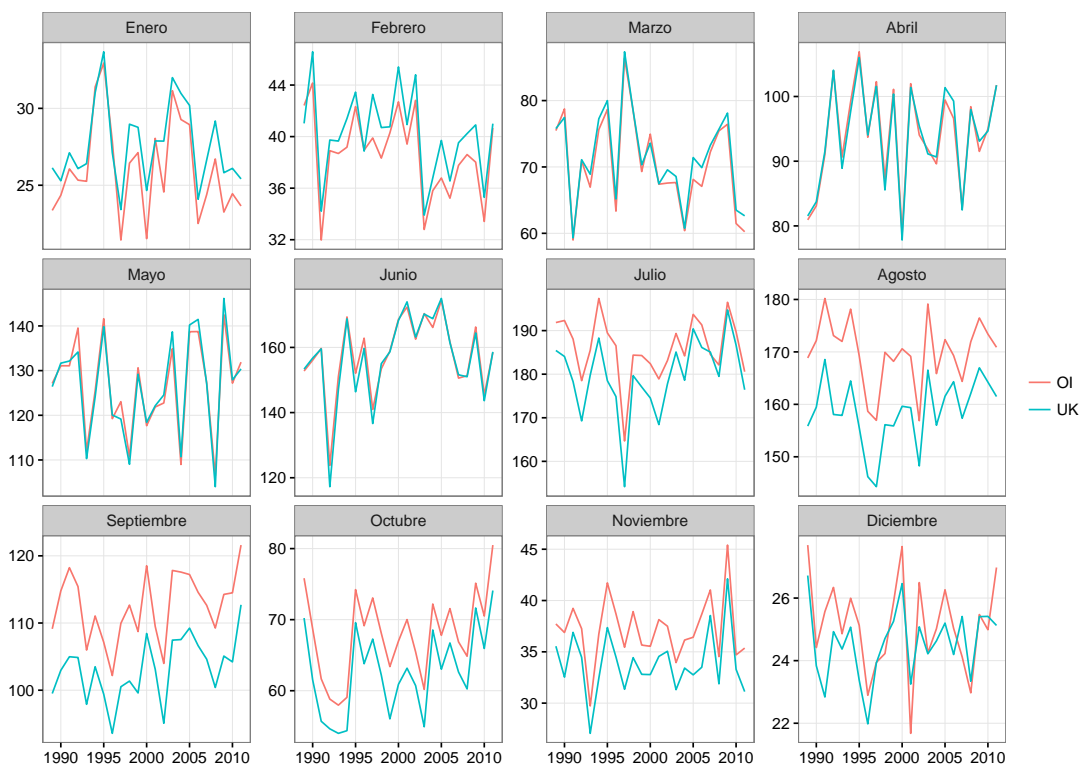 Enero
Febrero
Marzo
Abril
30
25
44
40
36
32
80
70
60
100
90
80
Mayo
Junio
Julio
Agosto
140
130
120
110
160
140
120
190
180
170
160
180
170
160
150
OI
UK
Septiembre
Octubre
Noviembre
Diciembre
120
110
100
80
70
60
45
40
35
30
26
24
22
1990 1995 2000 2005 2010
1990 1995 2000 2005 2010
1990 1995 2000 2005 2010
1990 1995 2000 2005 2010